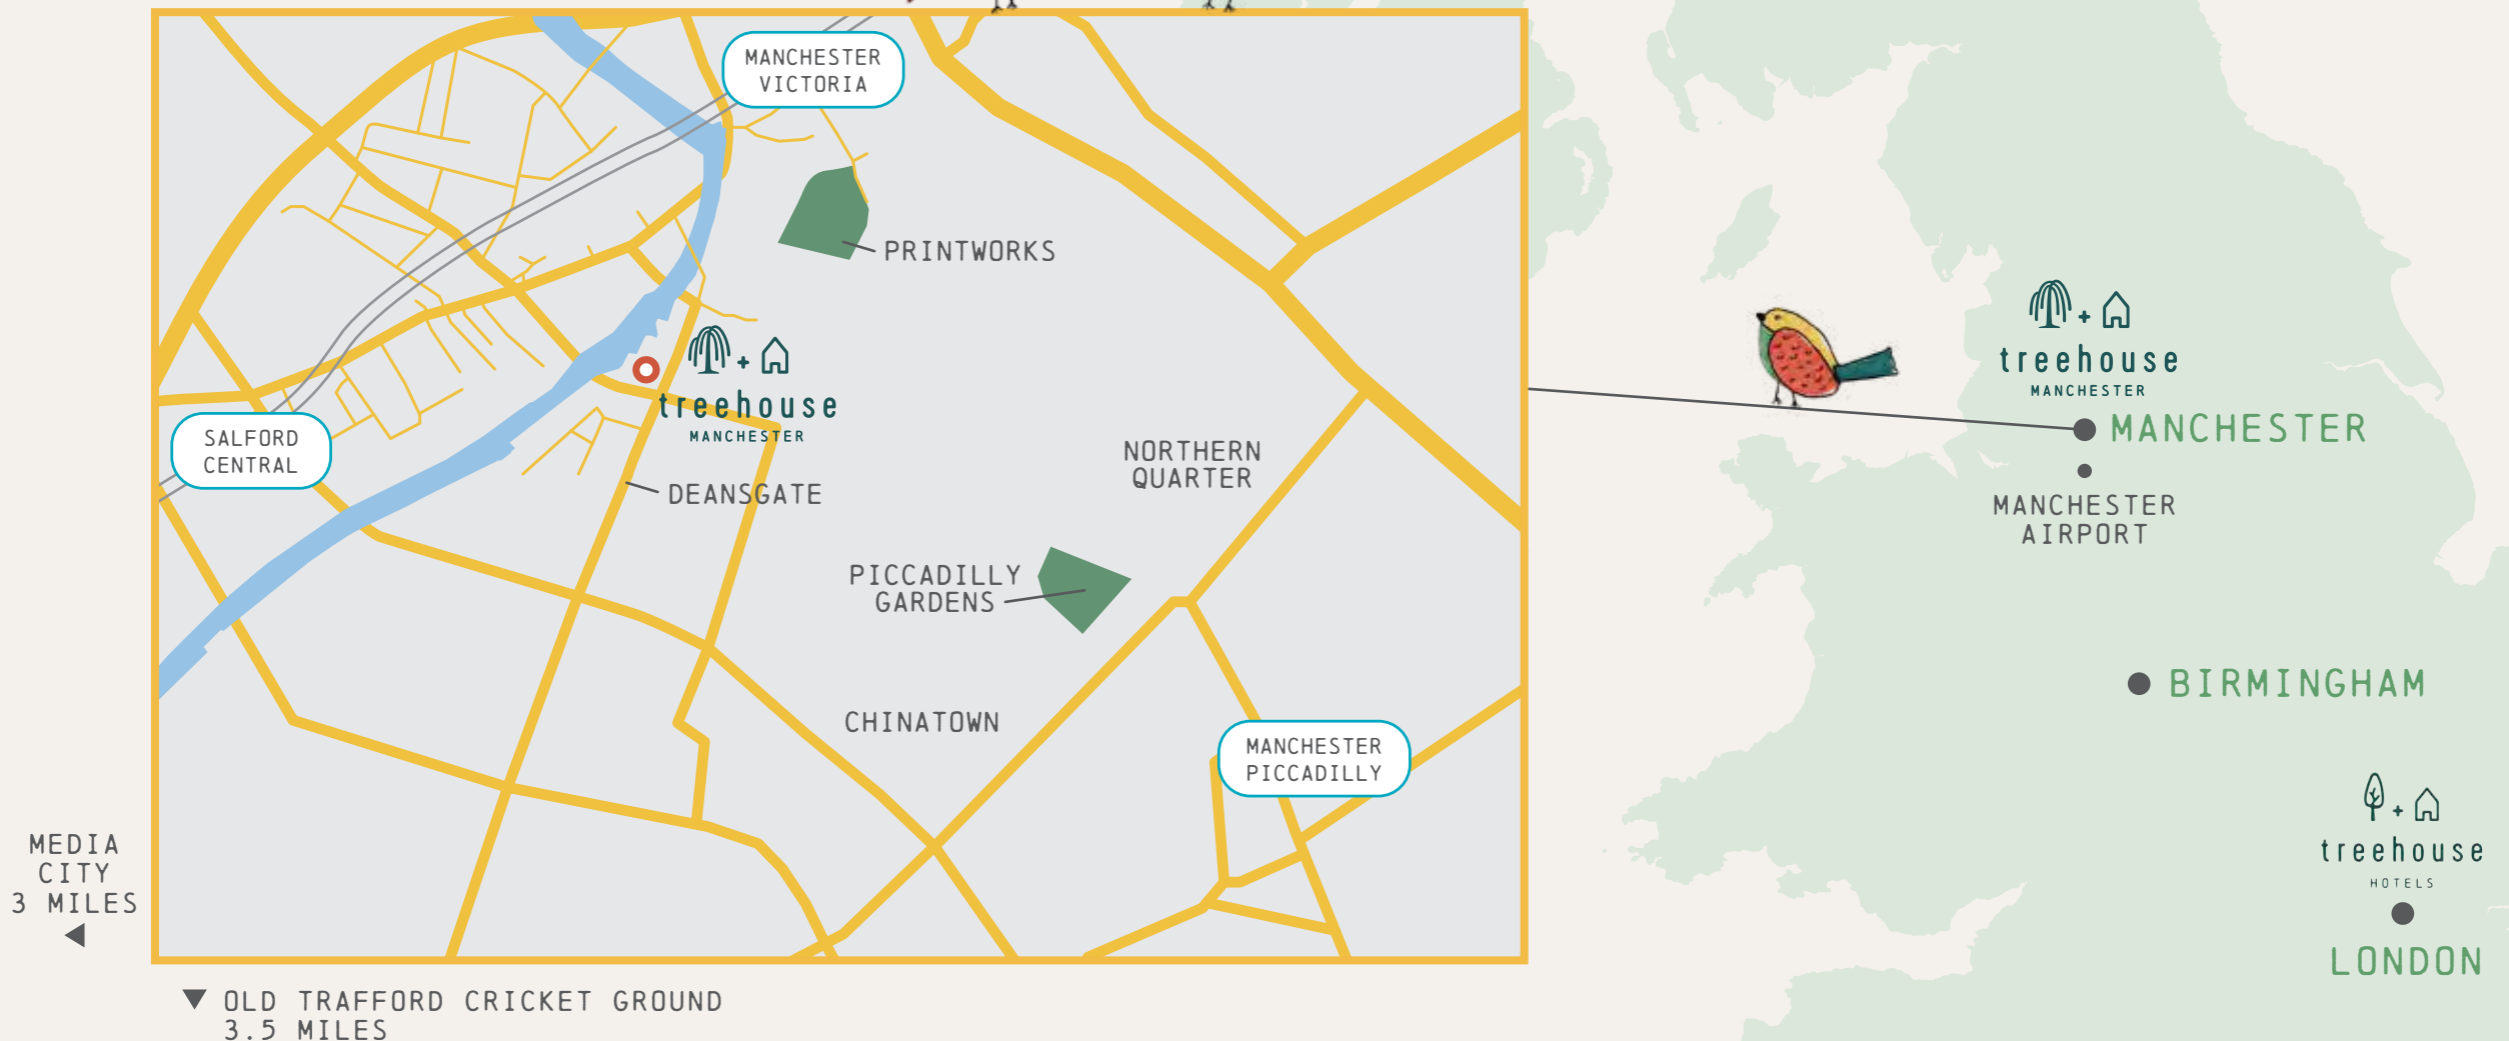 MANCHESTER
VICTORIA
PRINTWORKS
+
treehouse
MANCHESTER
SALFORD
CENTRAL
DEANSGATE
NORTHERN
QUARTER
PICCADILLY
GARDENS
CHINATOWN
MANCHESTER
PICCADILLY
MEDIA
CITY
3 MILES
OLD TRAFFORD CRICKET GROUND
3.5 MILES
+
treehouse
MANCHESTER
MANCHESTER
MANCHESTER
AIRPORT
BIRMINGHAM
+
treehouse
HOTELS
LONDON